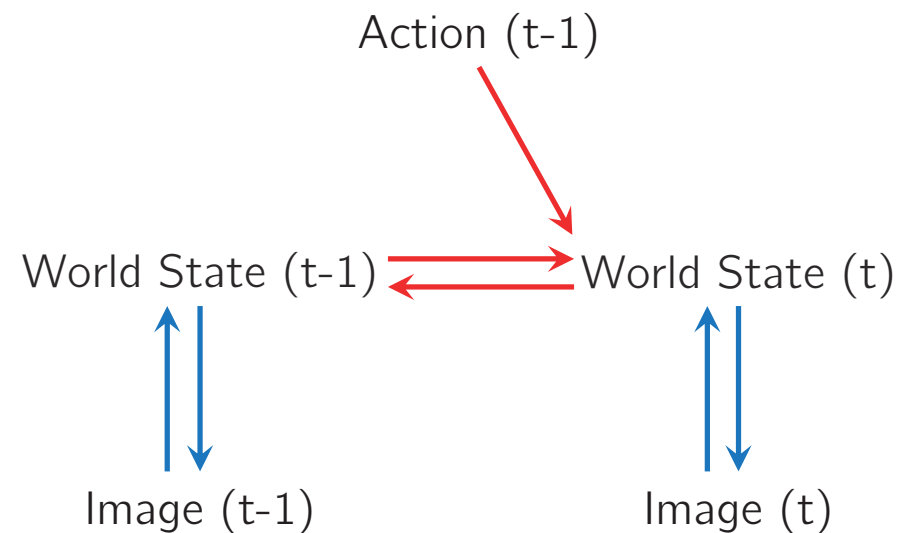 Action (t-1)
World State (t-1)
World State (t)
Image (t-1)
Image (t)